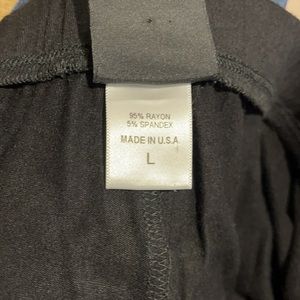 95% RAYON
5% SPANDEX
MADE IN U.S.A
L